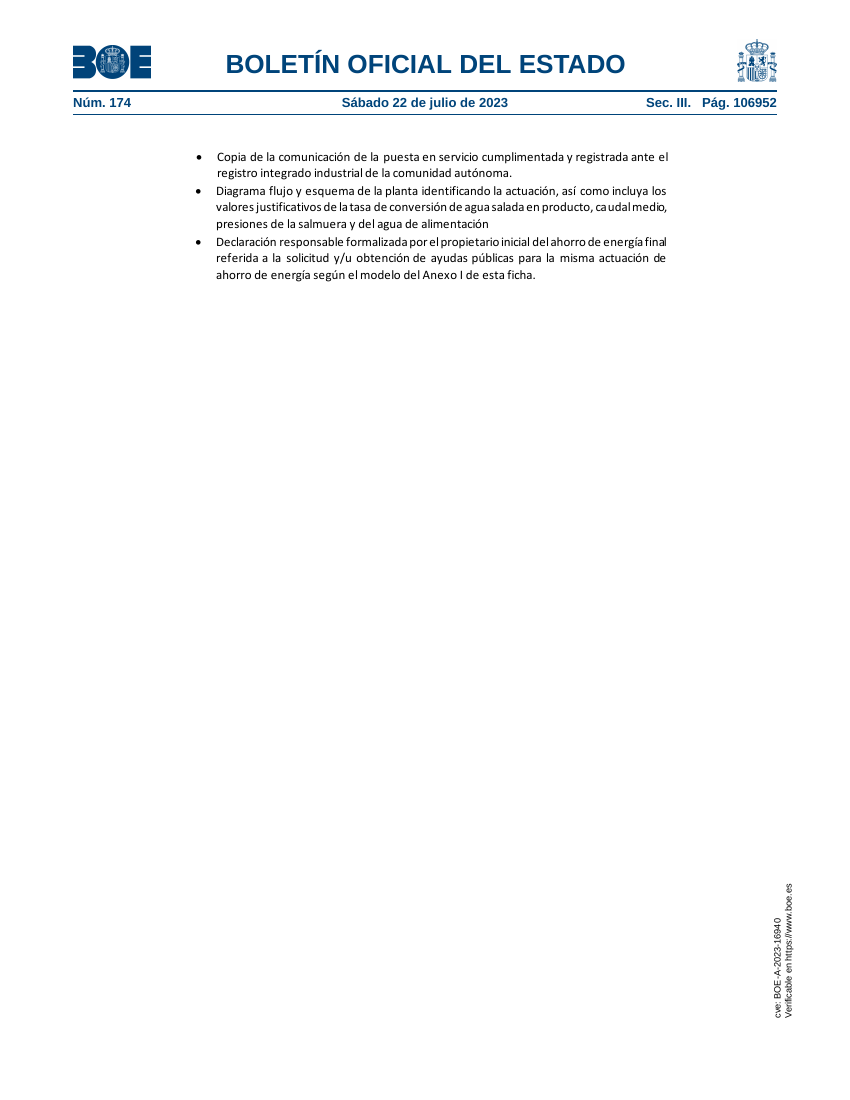 BOE
BOLETÍN OFICIAL DEL ESTADO
Núm. 174 Sábado 22 de julio de 2023 Sec. III. Pág. 106952
• Copia de la comunicación de la puesta en servicio cumplimentada y registrada ante el
registro integrado industrial de la comunidad autónoma.
• Diagrama flujo y esquema de la planta identificando la actuación, así como incluya los
valores justificativos de la tasa de conversión de agua salada en producto, caudal medio,
presiones de la salmuera y del agua de alimentación
• Declaración responsable formalizada por el propietario inicial del ahorro de energía final
referida a la solicitud y/u obtención de ayudas públicas para la misma actuación de
ahorro de energía según el modelo del Anexo I de esta ficha.
cve: BOE-A-2023-16940
Verificable en https://www.boe.es